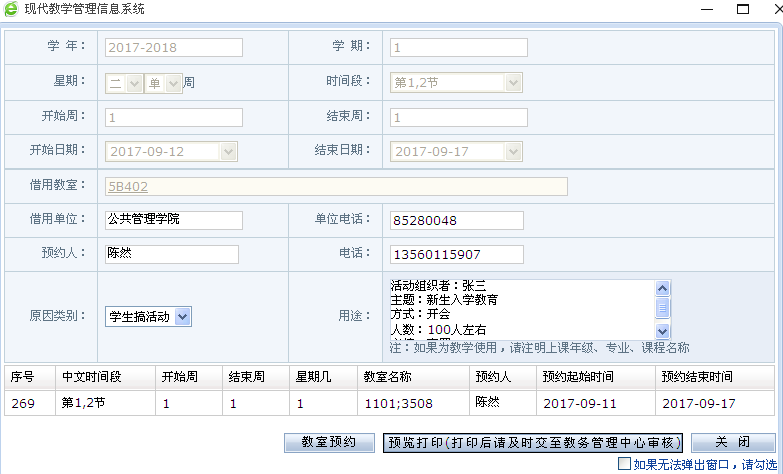 现代教学管理信息系统
学 年： 2017-2018 学 期： 1
星期： 二 单 周 时间段： 第1,2节
开始周： 1 结束周： 1
开始日期： 2017-09-12 结束日期： 2017-09-17
借用教室： 5B402
借用单位： 公共管理学院 单位电话： 85280048
预约人： 陈然 电话： 13560115907
原因类别： 学生搞活动 用途：
活动组织者：张三
主题：新生入学教育
方式：开会
人数：100人左右
注：如果为教学使用，请注明上课年级、专业、课程名称
序号 中文时间段 开始周 结束周 星期几 教室名称 预约人 预约起始时间 预约结束时间
269 第1,2节 1 1 1 1101;3508 陈然 2017-09-11 2017-09-17
教室预约 预览打印(打印后请及时交至教务管理中心审核) 关 闭
如果无法弹出窗口，请勾选